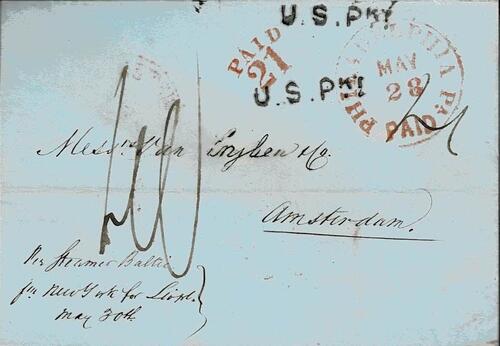 U.S. Pkt
PAID
21
PHILADELPHIA Pa.
MAY
28
PAID
U.S. Pkt
21
Messrs. Van & Co.
Amsterdam.
Per Steamer Baltic
fm New York for Livpl.
May 30th.